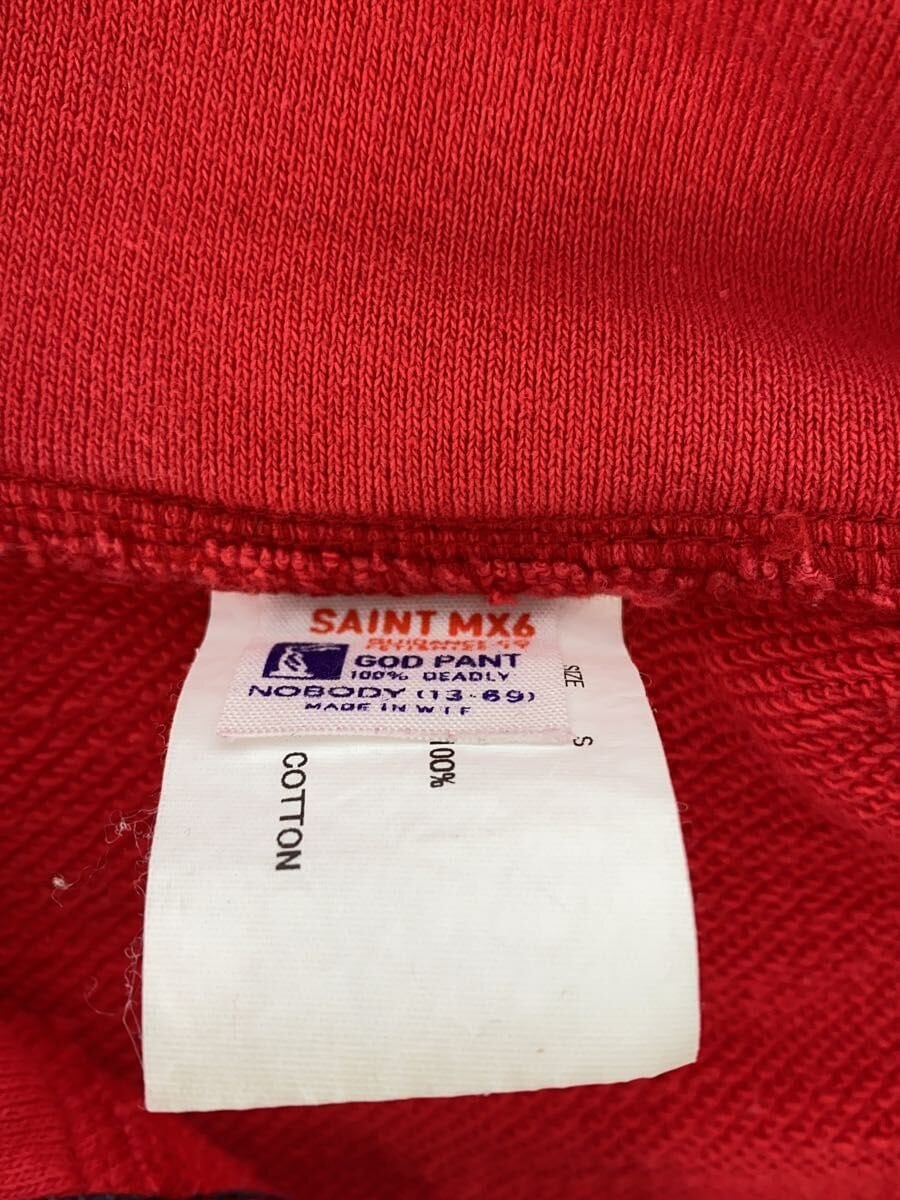 SAINT MX6
GOD PANT
100% DEADLY
NOBODY (13-69)
MADE IN WTF
SIZE
S
100%
COTTON